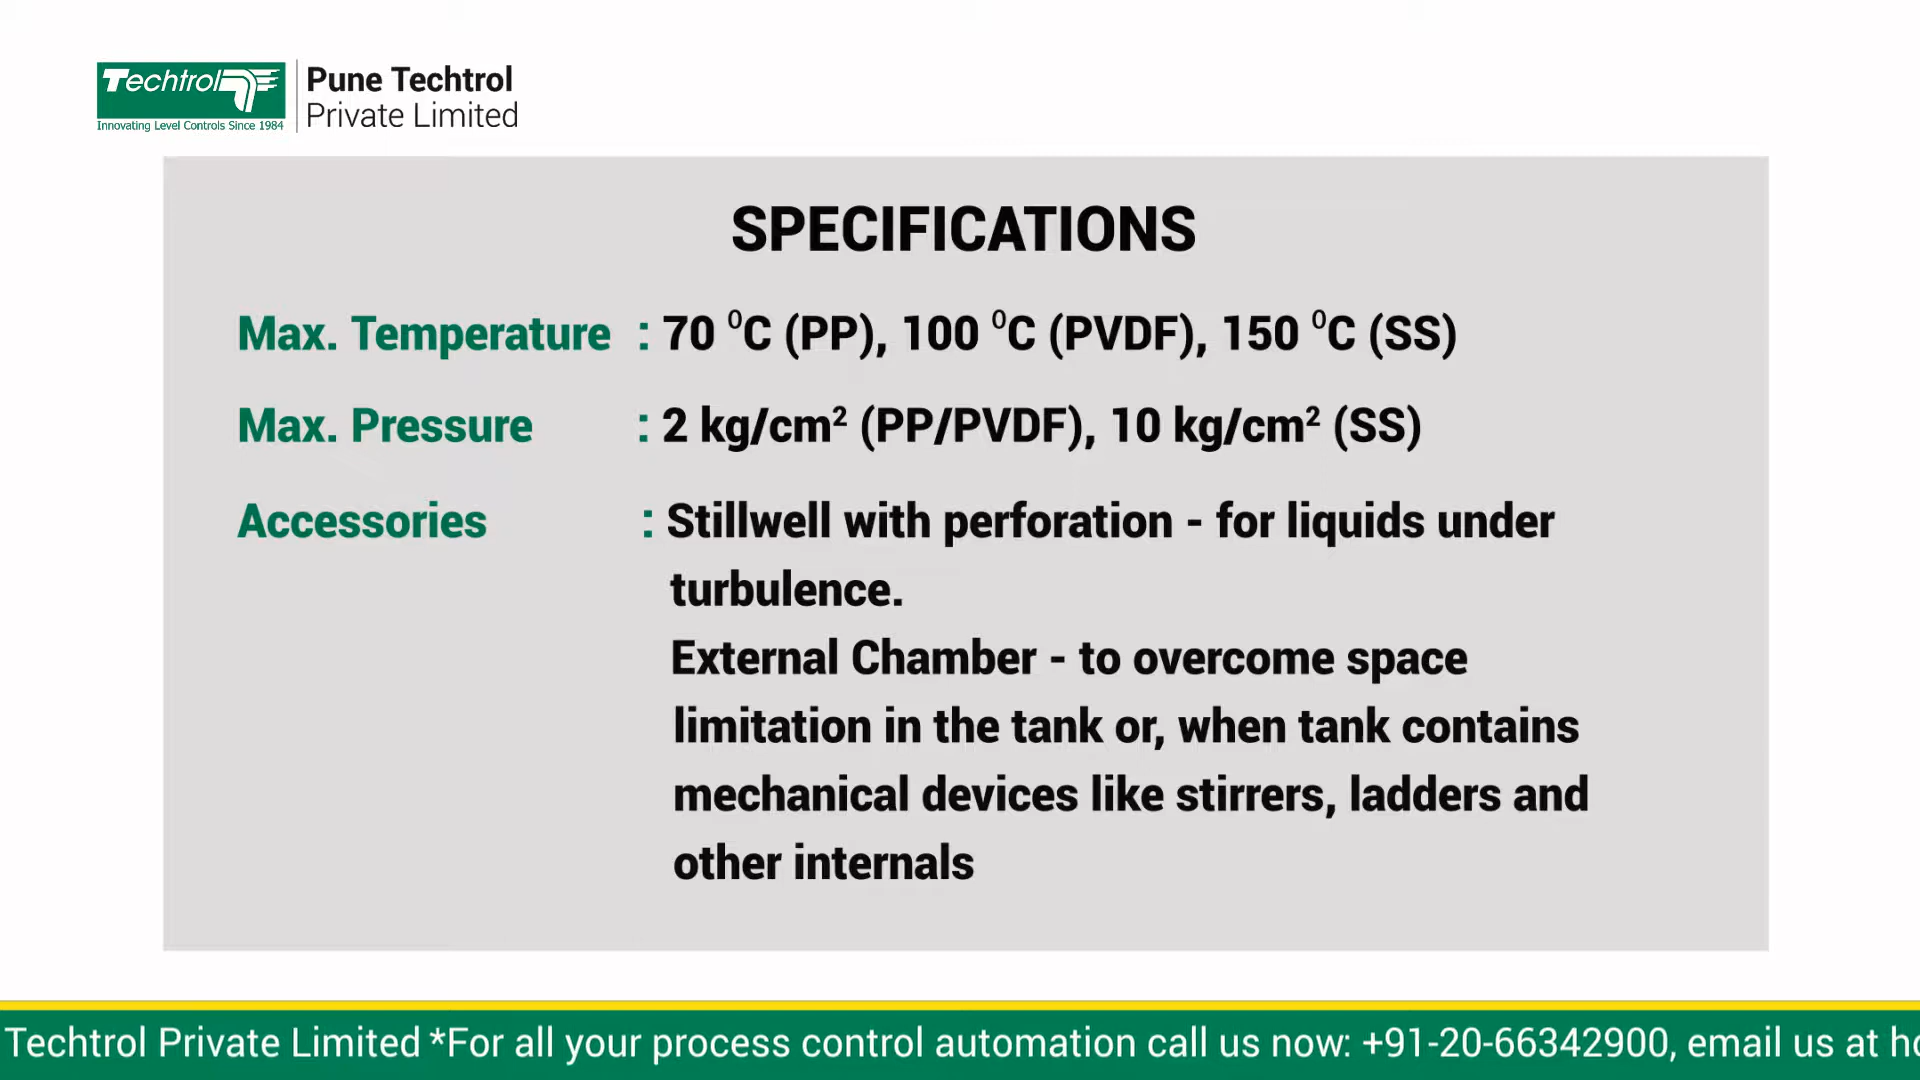 Techtrol
Innovating Level Controls Since 1984
Pune Techtrol
Private Limited
SPECIFICATIONS
Max. Temperature : 70 ⁰C (PP), 100 ⁰C (PVDF), 150 ⁰C (SS)
Max. Pressure : 2 kg/cm² (PP/PVDF), 10 kg/cm² (SS)
Accessories : Stillwell with perforation - for liquids under
turbulence.
External Chamber - to overcome space
limitation in the tank or, when tank contains
mechanical devices like stirrers, ladders and
other internals
Techtrol Private Limited *For all your process control automation call us now: +91-20-66342900, email us at